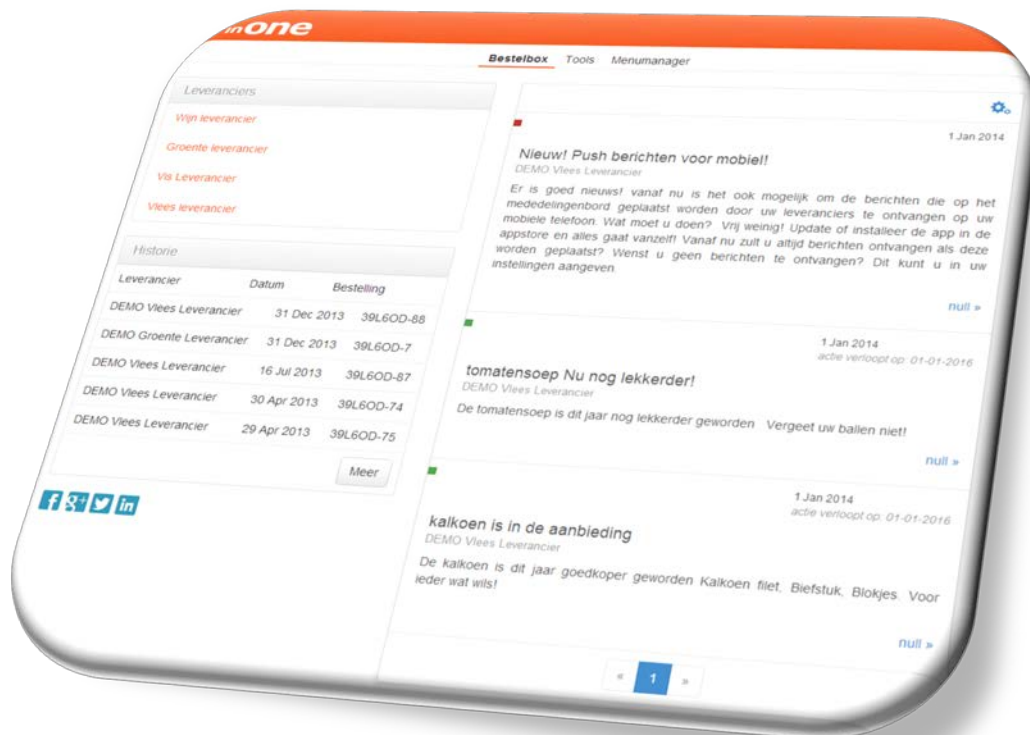 in one
Bestelbox Tools Menumanager
Leveranciers
Wijn leverancier
Groente leverancier
Vis Leverancier
Vlees leverancier
Historie
Leverancier Datum Bestelling
DEMO Vlees Leverancier 31 Dec 2013 39L6OD-88
DEMO Groente Leverancier 31 Dec 2013 39L6OD-7
DEMO Vlees Leverancier 16 Jul 2013 39L6OD-87
DEMO Vlees Leverancier 30 Apr 2013 39L6OD-74
DEMO Vlees Leverancier 29 Apr 2013 39L6OD-75
Meer
1 Jan 2014
Nieuw! Push berichten voor mobiel!
DEMO Vlees Leverancier
Er is goed nieuws! vanaf nu is het ook mogelijk om de berichten die op het
mededelingenbord geplaatst worden door uw leveranciers te ontvangen op uw
mobiele telefoon. Wat moet u doen? Vrij weinig! Update of installeer de app in de
appstore en alles gaat vanzelf! Vanaf nu zult u altijd berichten ontvangen als deze
worden geplaatst? Wenst u geen berichten te ontvangen? Dit kunt u in uw
instellingen aangeven.
null »
1 Jan 2014
actie verloopt op: 01-01-2016
tomatensoep Nu nog lekkerder!
DEMO Vlees Leverancier
De tomatensoep is dit jaar nog lekkerder geworden Vergeet uw ballen niet!
null »
1 Jan 2014
actie verloopt op: 01-01-2016
kalkoen is in de aanbieding
DEMO Vlees Leverancier
De kalkoen is dit jaar goedkoper geworden Kalkoen filet, Biefstuk, Blokjes. Voor
ieder wat wils!
null »
« 1 »
f g+ in